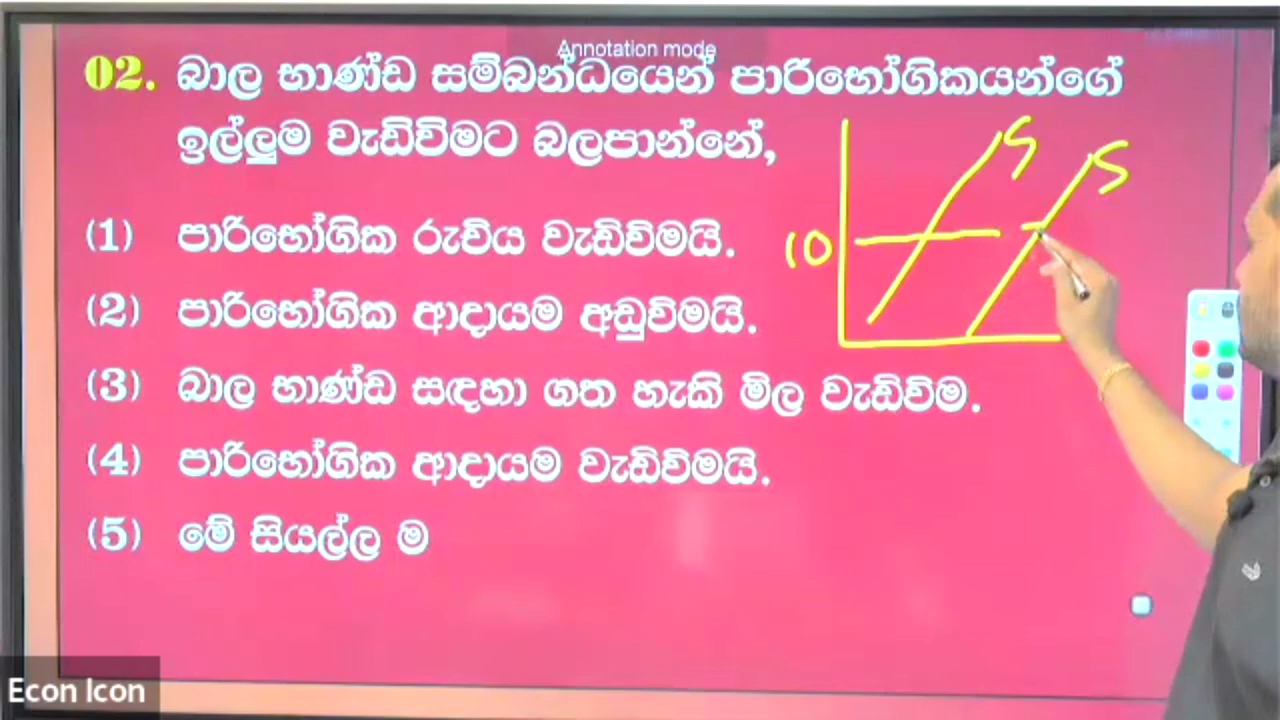 Annotation mode
02. බාල භාණ්ඩ සම්බන්ධයෙන් පාරිභෝගිකයන්ගේ
ඉල්ලුම වැඩිවීමට බලපාන්නේ,
(1) පාරිභෝගික රුචිය වැඩිවීමයි.
(2) පාරිභෝගික ආදායම අඩුවීමයි.
(3) බාල භාණ්ඩ සඳහා ගත හැකි මිල වැඩිවීම.
(4) පාරිභෝගික ආදායම වැඩිවීමයි.
(5) මේ සියල්ල ම
S
S
10
Econ Icon